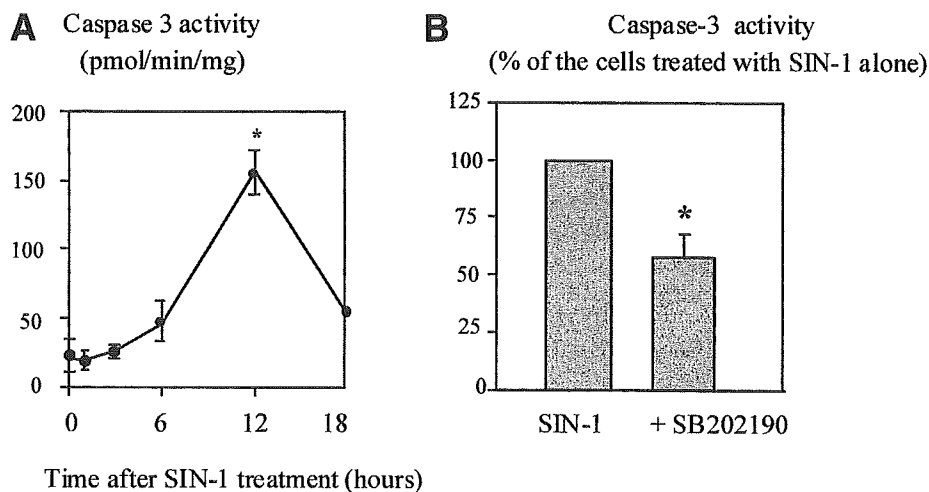 A Caspase 3 activity
(pmol/min/mg)
200
150
100
50
0
*
0 6 12 18
Time after SIN-1 treatment (hours)
B Caspase-3 activity
(% of the cells treated with SIN-1 alone)
125
100
75
50
25
0
*
SIN-1 + SB202190